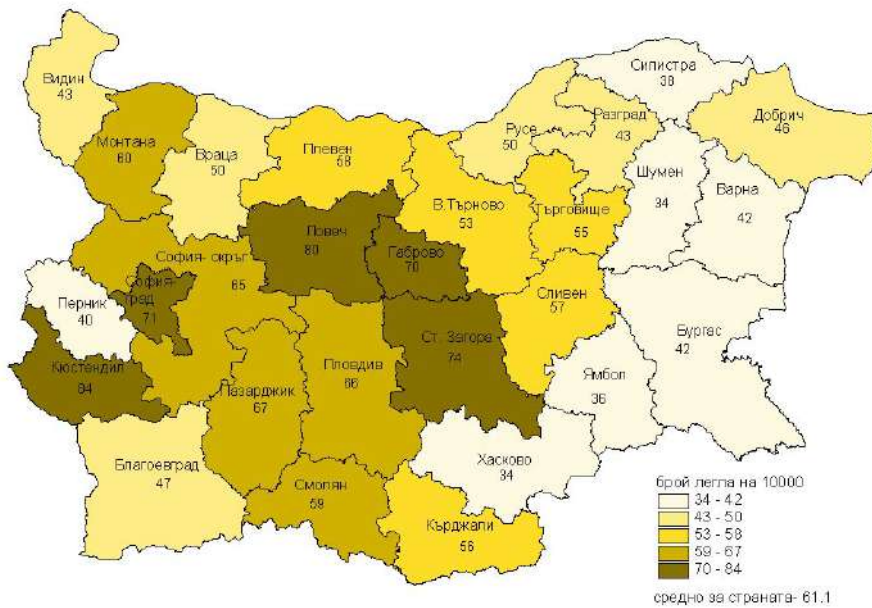 Видин
43
Монтана
60
Враца
50
Плевен
58
Русе
50
Разград
43
Силистра
38
Добрич
46
Шумен
34
Варна
42
В.Търново
53
Търговище
55
Ловеч
80
Габрово
70
София- окръг
65
София-
град
71
Перник
40
Кюстендил
84
Сливен
57
Бургас
42
Ст. Загора
74
Ямбол
36
Пловдив
66
Пазарджик
67
Благоевград
47
Смолян
59
Хасково
34
Кърджали
56
брой легла на 10000
34 - 42
43 - 50
53 - 58
59 - 67
70 - 84
средно за страната- 61.1